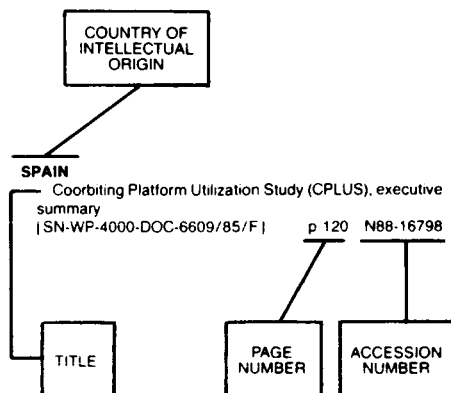 COUNTRY OF
INTELLECTUAL
ORIGIN
SPAIN
Coorbiting Platform Utilization Study (CPLUS), executive
summary
[SN-WP-4000-DOC-6609/85/F] p 120 N88-16798
TITLE
PAGE
NUMBER
ACCESSION
NUMBER